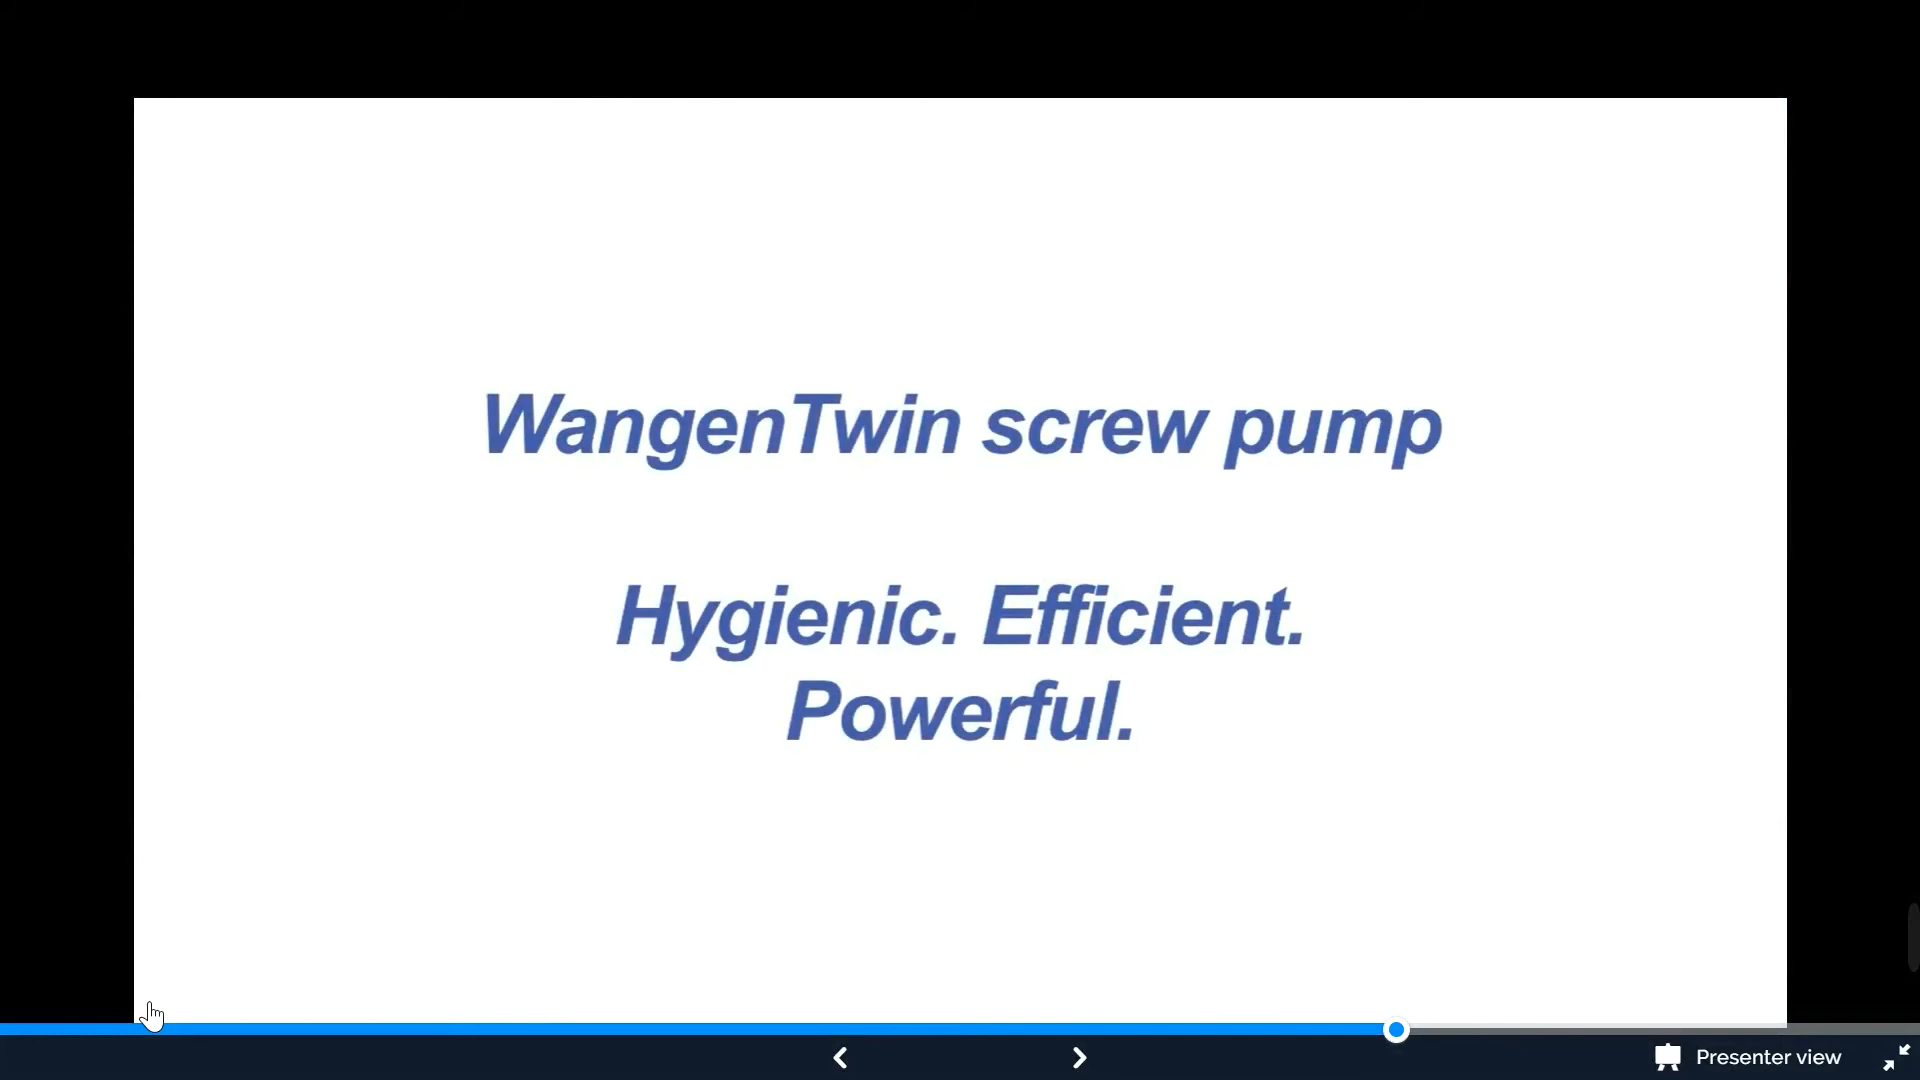 WangenTwin screw pump
Hygienic. Efficient.
Powerful.
Presenter view